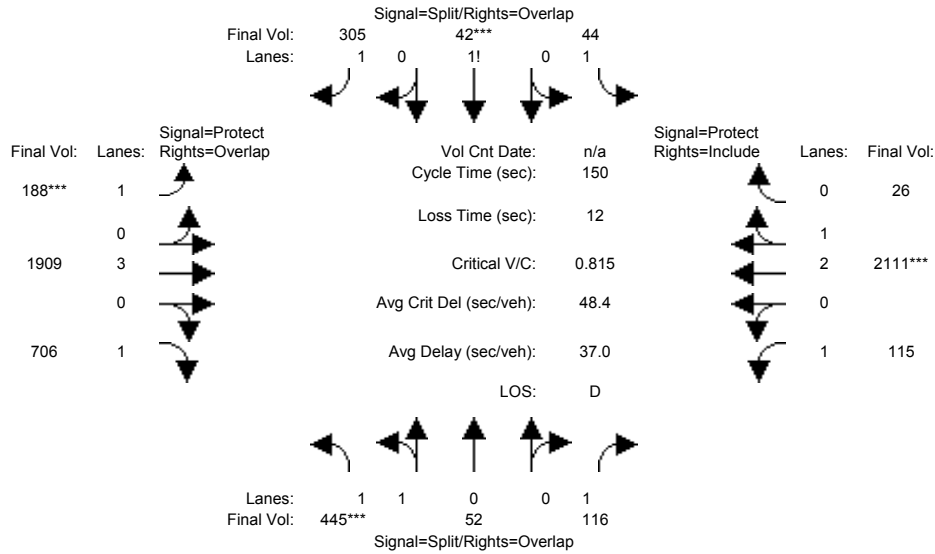 Signal=Split/Rights=Overlap
Final Vol: 305 42*** 44
Lanes: 1 0 1! 0 1
Signal=Protect
Final Vol: Lanes: Rights=Overlap
Vol Cnt Date: n/a
Signal=Protect
Rights=Include Lanes: Final Vol:
Cycle Time (sec): 150
188*** 1
0 26
Loss Time (sec): 12
0
1
1909 3
Critical V/C: 0.815
2 2111***
0
Avg Crit Del (sec/veh): 48.4
0
706 1
Avg Delay (sec/veh): 37.0
1 115
LOS: D
Lanes: 1 1 0 0 1
Final Vol: 445*** 52 116
Signal=Split/Rights=Overlap